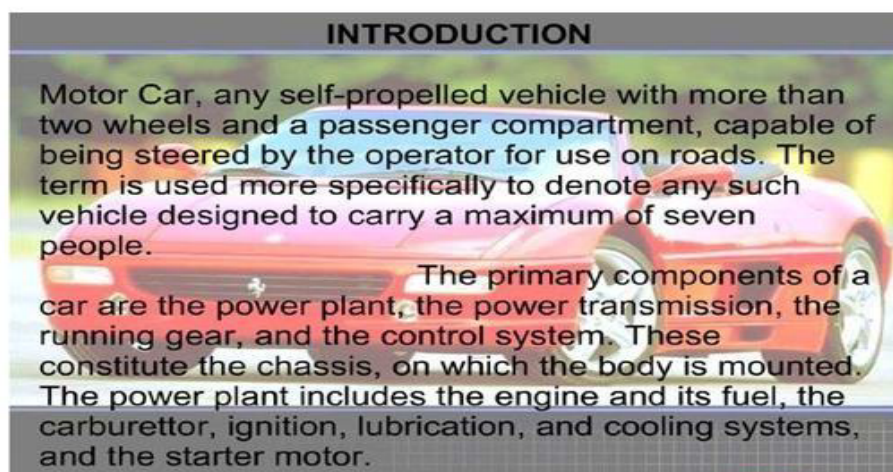 INTRODUCTION
Motor Car, any self-propelled vehicle with more than
two wheels and a passenger compartment, capable of
being steered by the operator for use on roads. The
term is used more specifically to denote any such
vehicle designed to carry a maximum of seven
people.
The primary components of a
car are the power plant, the power transmission, the
running gear, and the control system. These
constitute the chassis, on which the body is mounted.
The power plant includes the engine and its fuel, the
carburettor, ignition, lubrication, and cooling systems,
and the starter motor.